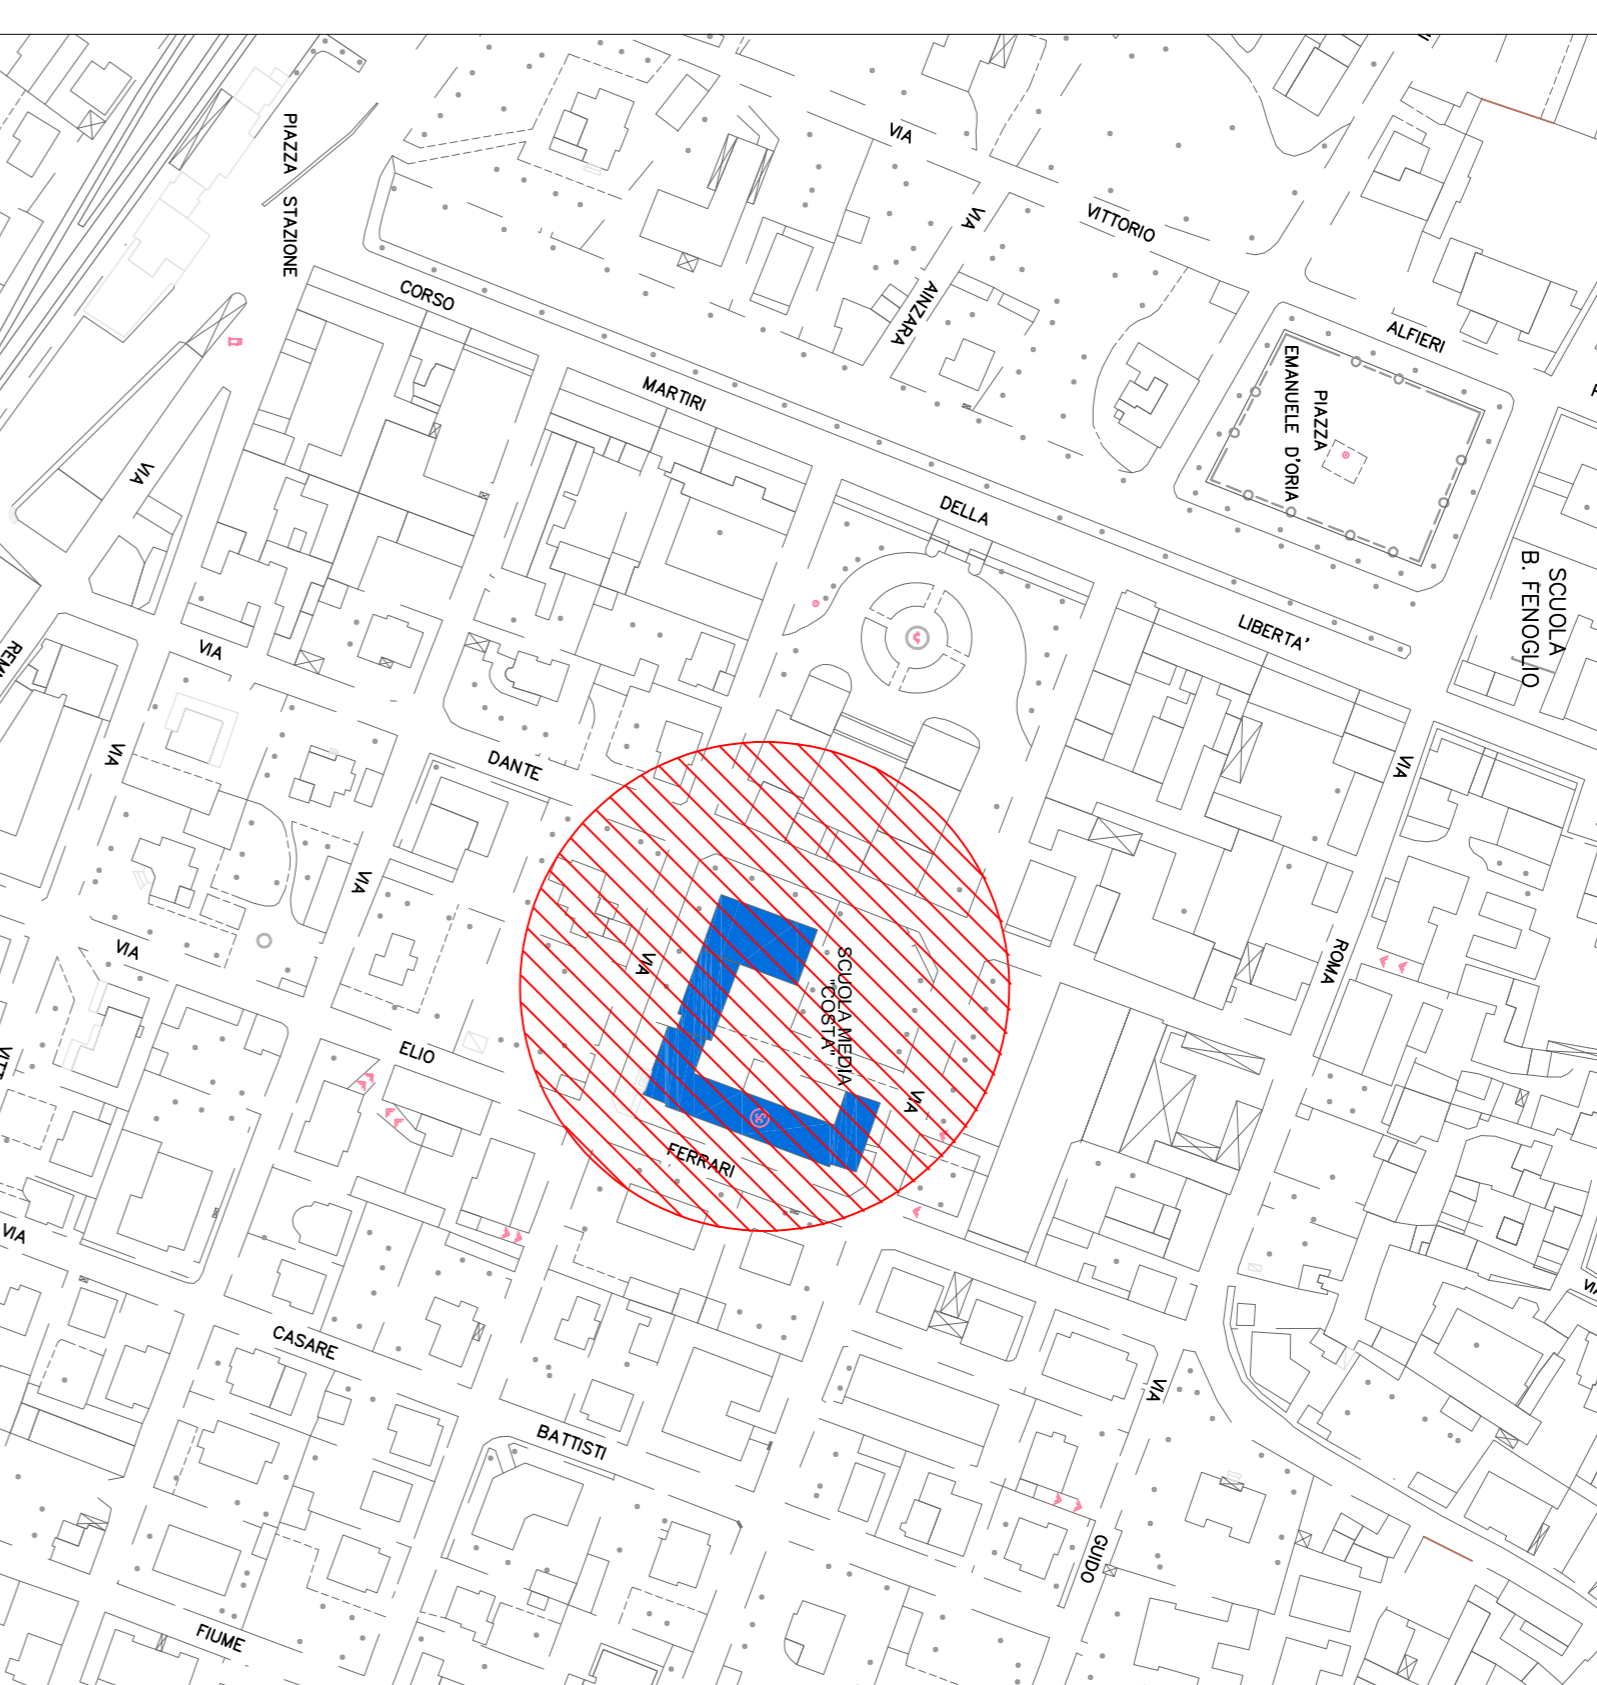 PIAZZA STAZIONE
VIA
VITTORIO
ALFIERI
VIA
AINZARA
CORSO
MARTIRI
DELLA
LIBERTA'
PIAZZA
EMANUELE D'ORIA
SCUOLA
B. FENOGLIO
VIA
VIA
DANTE
VIA
VIA
VIA
ROMA
VIA
SCUOLA MEDIA
"COSTA"
VIA
VIA
ELIO
FERRARI
VIA
CASARE
BATTISTI
VIA
GUIDO
FIUME